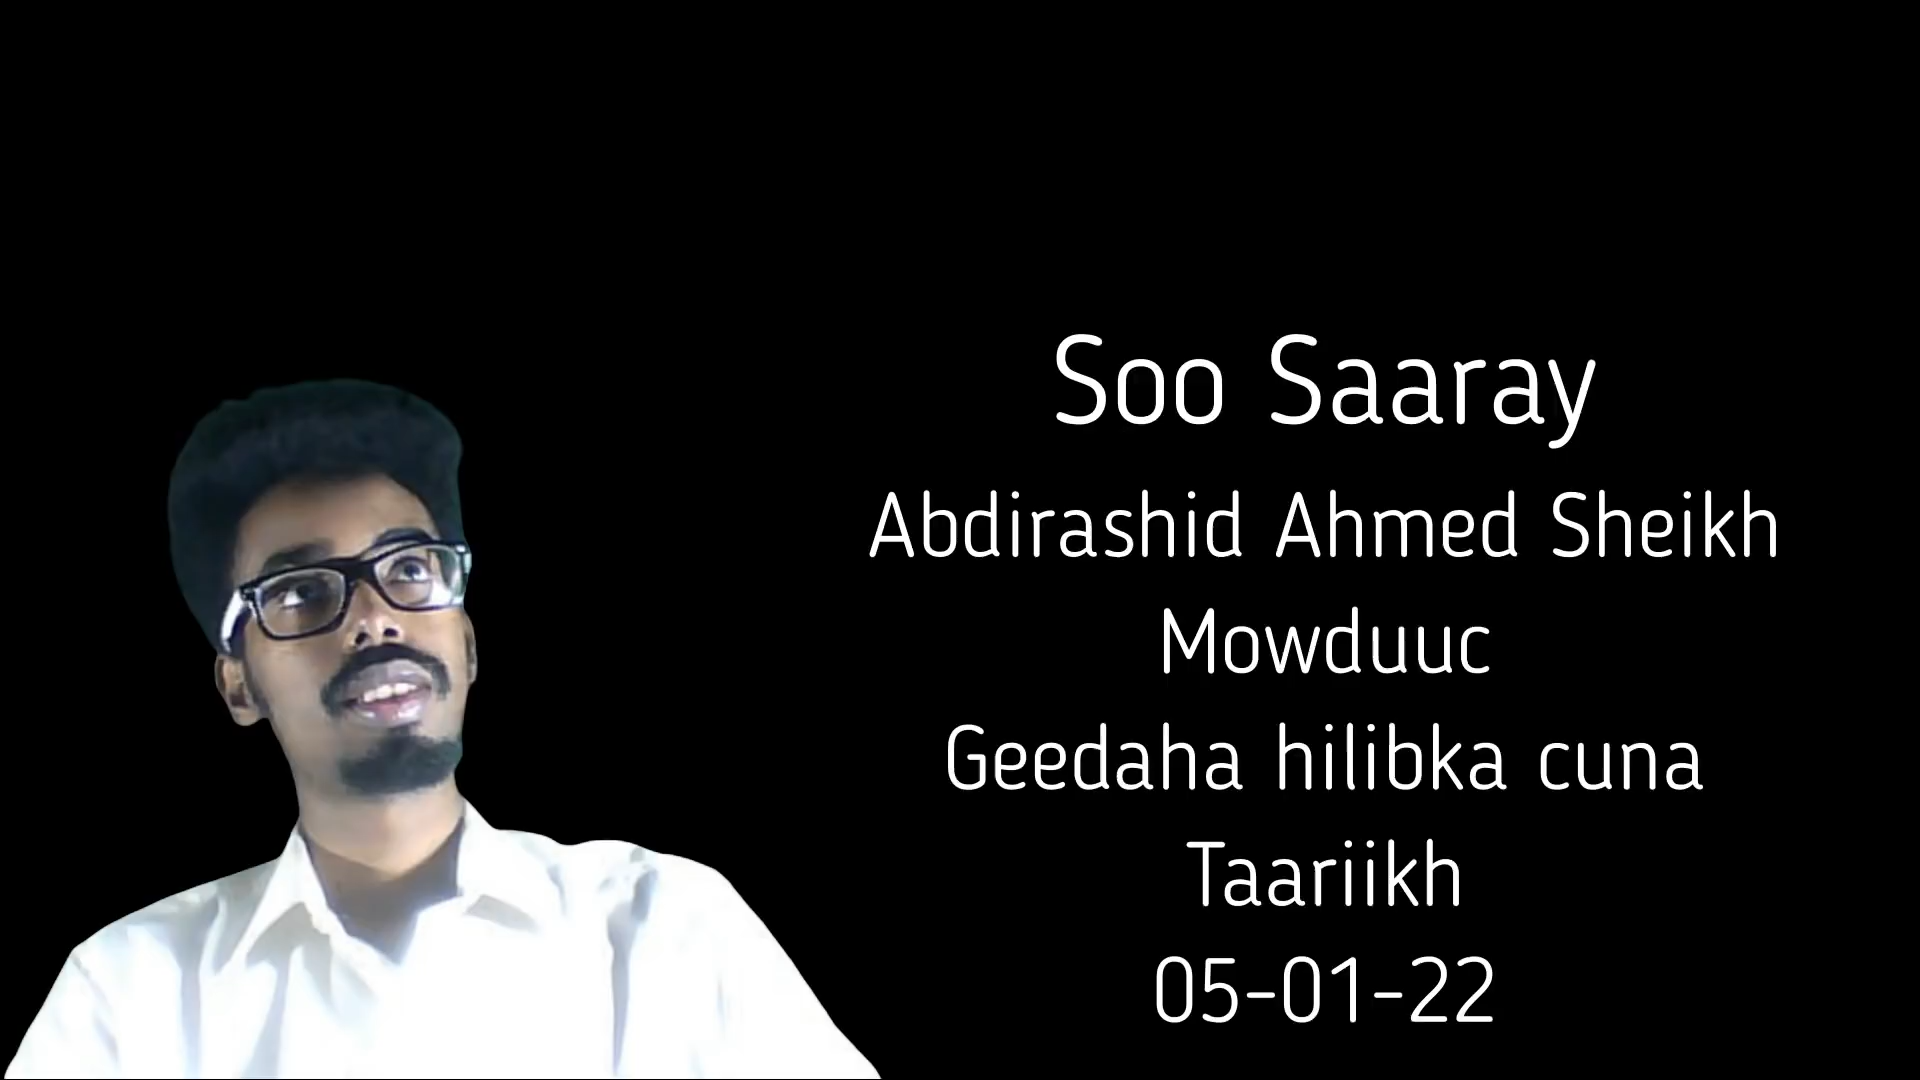 Soo Saaray
Abdirashid Ahmed Sheikh
Mowduuc
Geedaha hilibka cuna
Taariikh
05-01-22